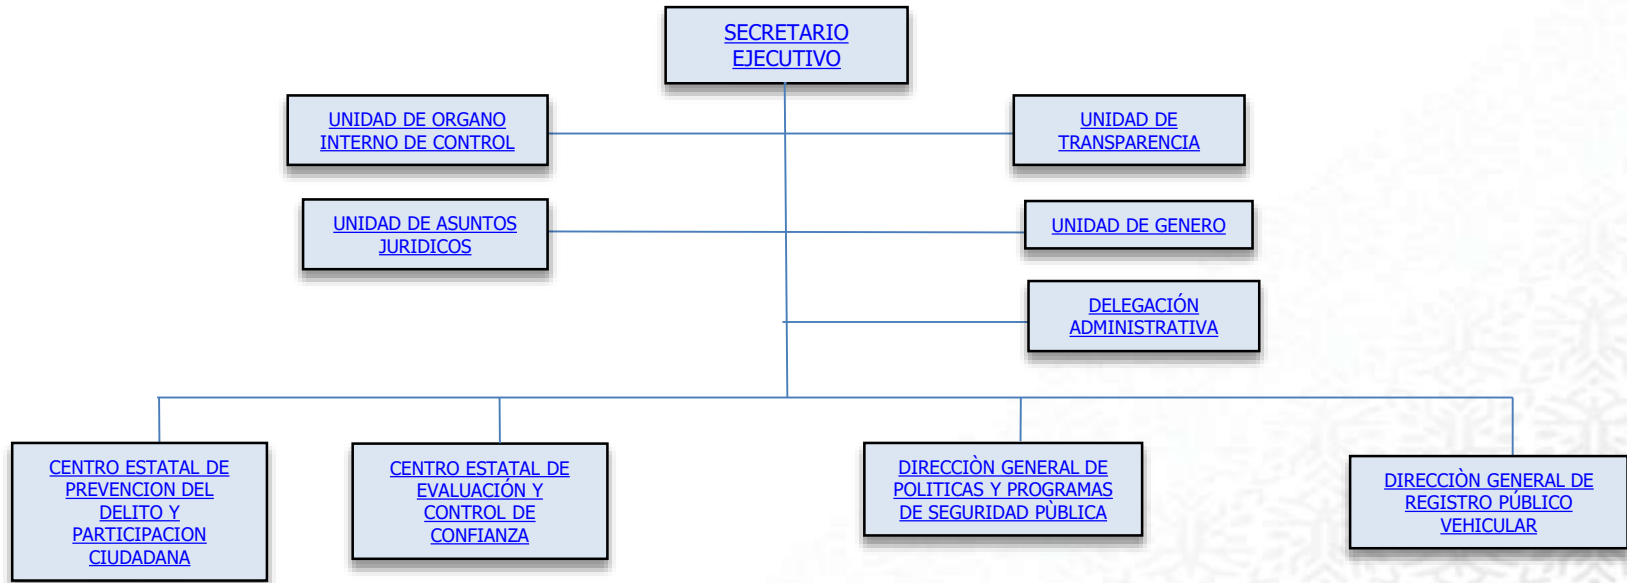 SECRETARIO
EJECUTIVO
UNIDAD DE ORGANO
INTERNO DE CONTROL
UNIDAD DE
TRANSPARENCIA
UNIDAD DE ASUNTOS
JURIDICOS
UNIDAD DE GENERO
DELEGACIÓN
ADMINISTRATIVA
CENTRO ESTATAL DE
PREVENCION DEL
DELITO Y
PARTICIPACION
CIUDADANA
CENTRO ESTATAL DE
EVALUACIÓN Y
CONTROL DE
CONFIANZA
DIRECCIÒN GENERAL DE
POLITICAS Y PROGRAMAS
DE SEGURIDAD PÙBLICA
DIRECCIÒN GENERAL DE
REGISTRO PÚBLICO
VEHICULAR